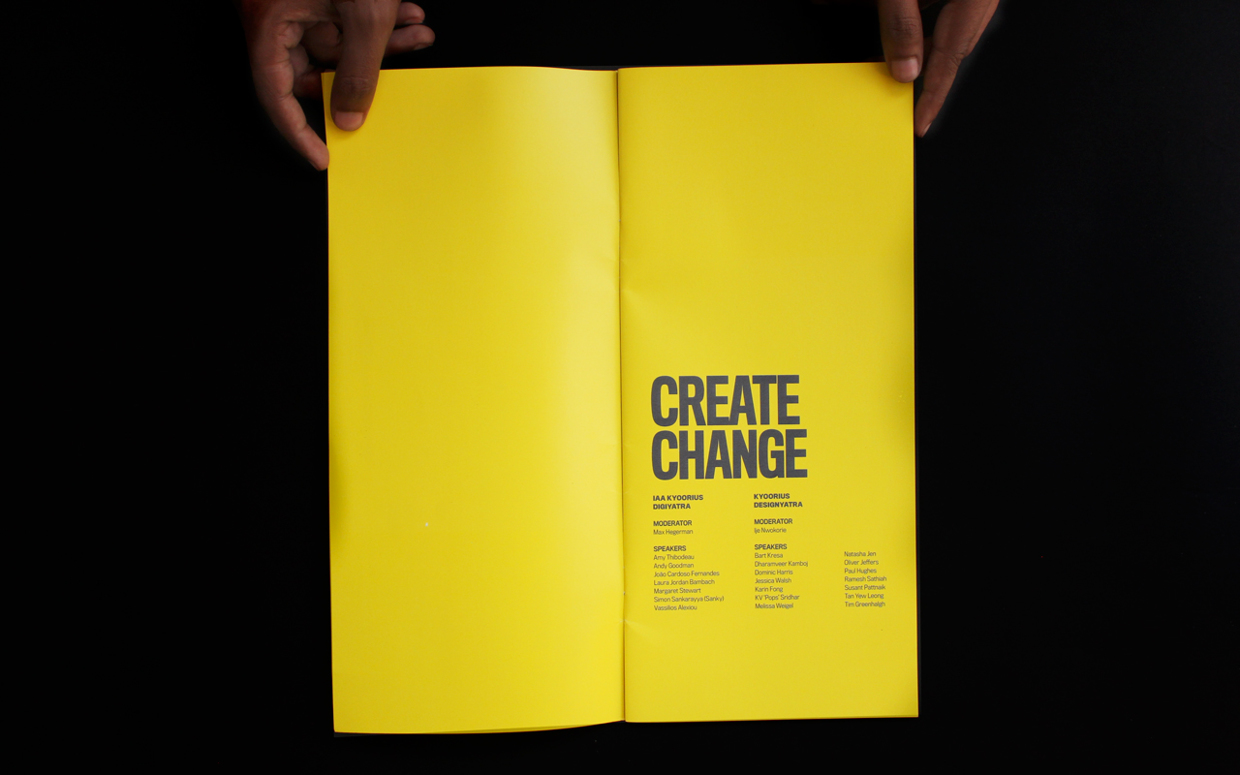 CREATE
CHANGE
IAA KYOORIUS
DIGIYATRA
MODERATOR
Max Hegerman
SPEAKERS
Amy Thibodeau
Andy Goodman
João Cardoso Fernandes
Laura Jordan Bambach
Margaret Stewart
Simon Sankarayya (Sanky)
Vassilios Alexiou
KYOORIUS
DESIGNYATRA
MODERATOR
Ije Nwokorie
SPEAKERS
Bart Kresa
Dharamveer Kamboj
Dominic Harris
Jessica Walsh
Karin Fong
KV 'Pops' Sridhar
Melissa Weigel
Natasha Jen
Oliver Jeffers
Paul Hughes
Ramesh Sathiah
Susant Pattnaik
Tan Yew Leong
Tim Greenhalgh